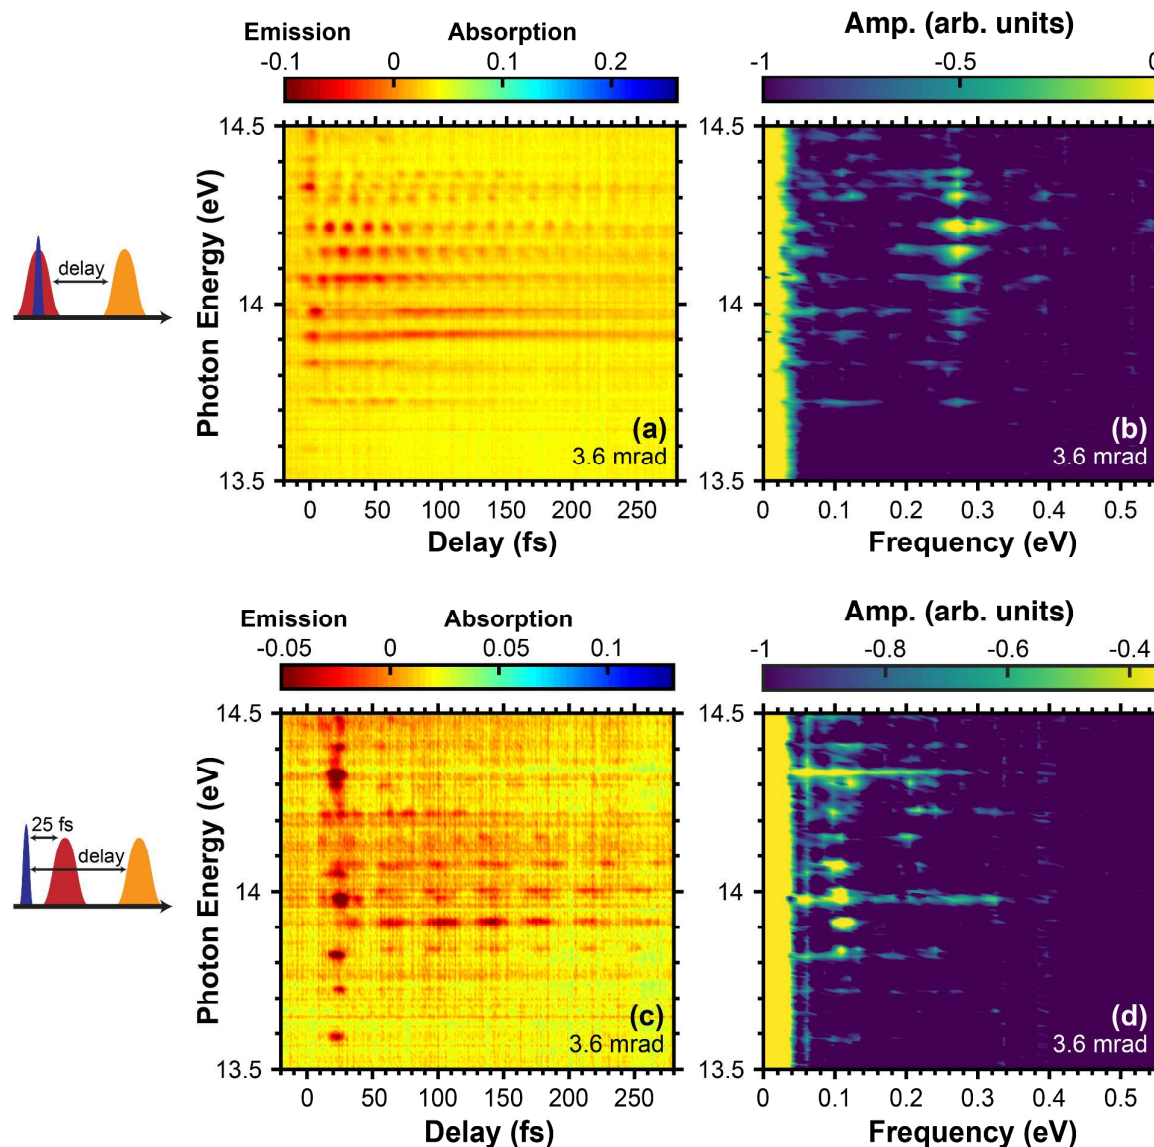 Emission Absorption
-0.1 0 0.1 0.2
Amp. (arb. units)
-1 -0.5 0
Photon Energy (eV)
14.5
14
13.5
delay
(a)
3.6 mrad
0 50 100 150 200 250
Delay (fs)
14.5
14
13.5
(b)
3.6 mrad
0 0.1 0.2 0.3 0.4 0.5
Frequency (eV)
Emission Absorption
-0.05 0 0.05 0.1
Amp. (arb. units)
-1 -0.8 -0.6 -0.4
Photon Energy (eV)
14.5
14
13.5
25 fs
delay
(c)
3.6 mrad
0 50 100 150 200 250
Delay (fs)
14.5
14
13.5
(d)
3.6 mrad
0 0.1 0.2 0.3 0.4 0.5
Frequency (eV)